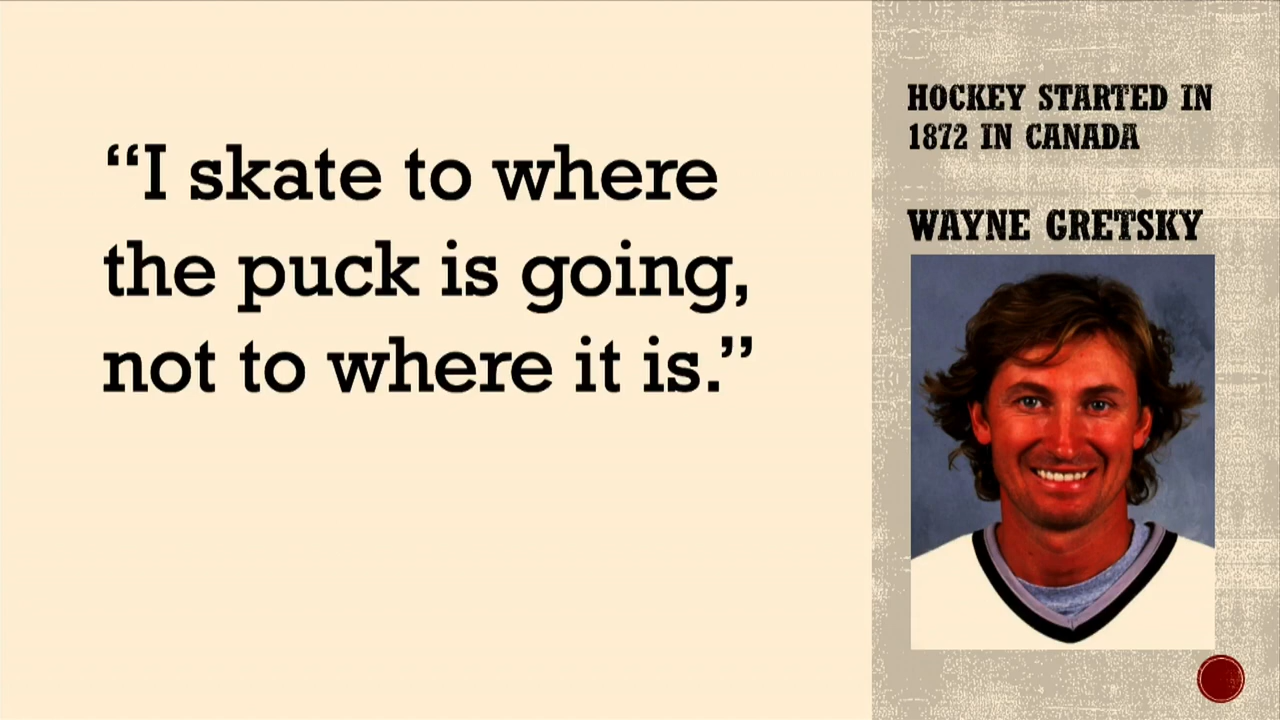 “I skate to where
the puck is going,
not to where it is.”
HOCKEY STARTED IN
1872 IN CANADA
WAYNE GRETSKY